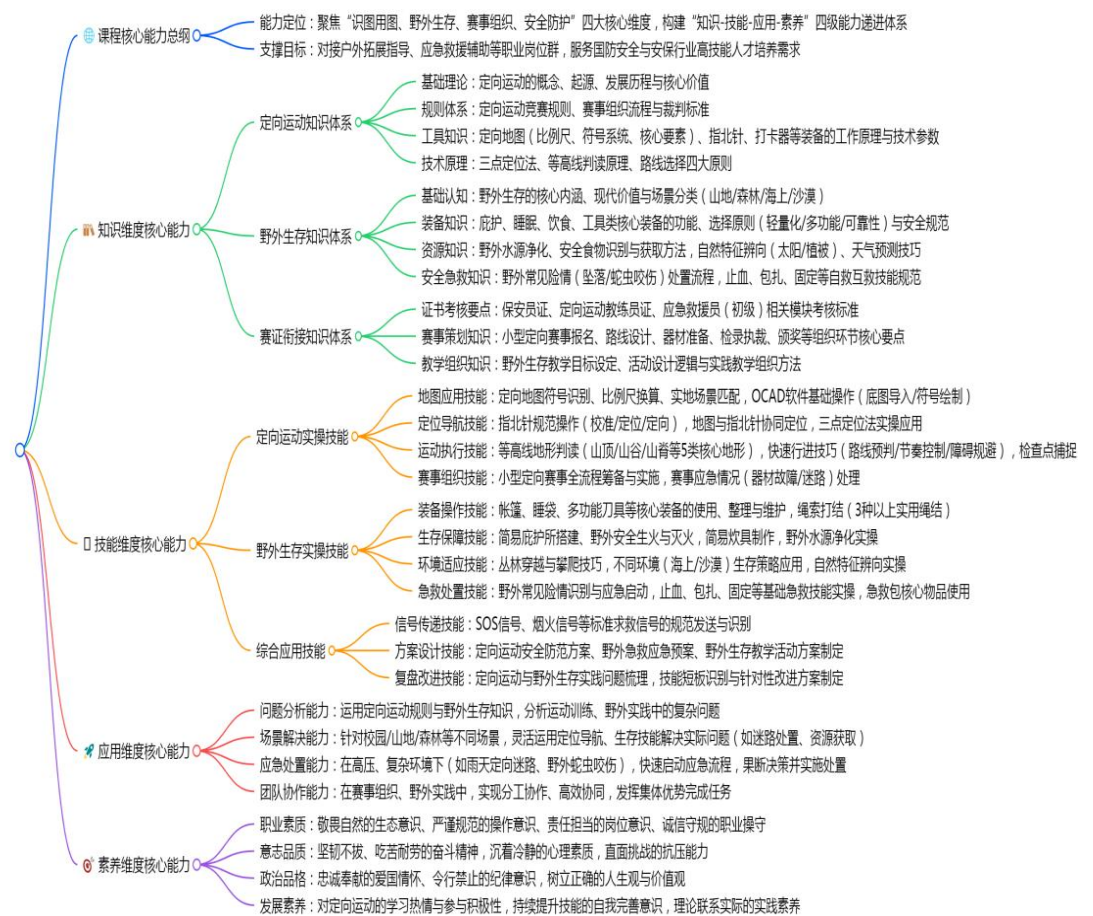 课程核心能力总纲
能力定位：聚焦“识图用图、野外生存、赛事组织、安全防护”四大核心维度，构建“知识-技能-应用-素养”四级能力递进体系
支撑目标：对接户外拓展指导、应急救援辅助等职业岗位群，服务国防安全与安保行业高技能人才培养需求
知识维度核心能力
定向运动知识体系
基础理论：定向运动的概念、起源、发展历程与核心价值
规则体系：定向运动竞赛规则、赛事组织流程与裁判标准
工具知识：定向地图（比例尺、符号系统、核心要素）、指北针、打卡器等装备的工作原理与技术参数
技术原理：三点定位法、等高线判读原理、路线选择四大原则
野外生存知识体系
基础认知：野外生存的核心内涵、现代价值与场景分类（山地/森林/海上/沙漠）
装备知识：庇护、睡眠、饮食、工具类核心装备的功能、选择原则（轻量化/多功能/可靠性）与安全规范
资源知识：野外水源净化、安全食物识别与获取方法，自然特征辨向（太阳/植被）、天气预测技巧
安全急救知识：野外常见险情（坠落/蛇虫咬伤）处置流程，止血、包扎、固定等自救互救技能规范
赛证衔接知识体系
证书考核要点：保安员证、定向运动教练员证、应急救援员（初级）相关模块考核标准
赛事策划知识：小型定向赛事报名、路线设计、器材准备、检录执裁、颁奖等组织环节核心要点
教学组织知识：野外生存教学目标设定、活动设计逻辑与实践教学组织方法
技能维度核心能力
定向运动实操技能
地图应用技能：定向地图符号识别、比例尺换算、实地场景匹配，OCAD软件基础操作（底图导入/符号绘制）
定位导航技能：指北针规范操作（校准/定位/定向），地图与指北针协同定位，三点定位法实操应用
运动执行技能：等高线地形判读（山顶/山谷/山脊等5类核心地形），快速行进技巧（路线预判/节奏控制/障碍规避），检查点捕捉
赛事组织技能：小型定向赛事全流程筹备与实施，赛事应急情况（器材故障/迷路）处理
野外生存实操技能
装备操作技能：帐篷、睡袋、多功能刀具等核心装备的使用、整理与维护，绳索打结（3种以上实用绳结）
生存保障技能：简易庇护所搭建、野外安全生火与灭火，简易炊具制作，野外水源净化实操
环境适应技能：丛林穿越与攀爬技巧，不同环境（海上/沙漠）生存策略应用，自然特征辨向实操
急救处置技能：野外常见险情识别与应急启动，止血、包扎、固定等基础急救技能实操，急救包核心物品使用
综合应用技能
信号传递技能：SOS信号、烟火信号等标准求救信号的规范发送与识别
方案设计技能：定向运动安全防范方案、野外急救应急预案、野外生存教学活动方案制定
复盘改进技能：定向运动与野外生存实践问题梳理，技能短板识别与针对性改进方案制定
应用维度核心能力
问题分析能力：运用定向运动规则与野外生存知识，分析运动训练、野外实践中的复杂问题
场景解决能力：针对校园/山地/森林等不同场景，灵活运用定位导航、生存技能解决实际问题（如迷路处置、资源获取）
应急处置能力：在高压、复杂环境下（如雨天定向迷路、野外蛇虫咬伤），快速启动应急流程，果断决策并实施处置
团队协作能力：在赛事组织、野外实践中，实现分工协作、高效协同，发挥集体优势完成任务
素养维度核心能力
职业素质：敬畏自然的生态意识、严谨规范的操作意识、责任担当的岗位意识、诚信守规的职业操守
意志品质：坚韧不拔、吃苦耐劳的奋斗精神，沉着冷静的心理素质，直面挑战的抗压能力
政治品格：忠诚奉献的爱国情怀、令行禁止的纪律意识，树立正确的人生观与价值观
发展素养：对定向运动的学习热情与参与积极性，持续提升技能的自我完善意识，理论联系实际的实践素养